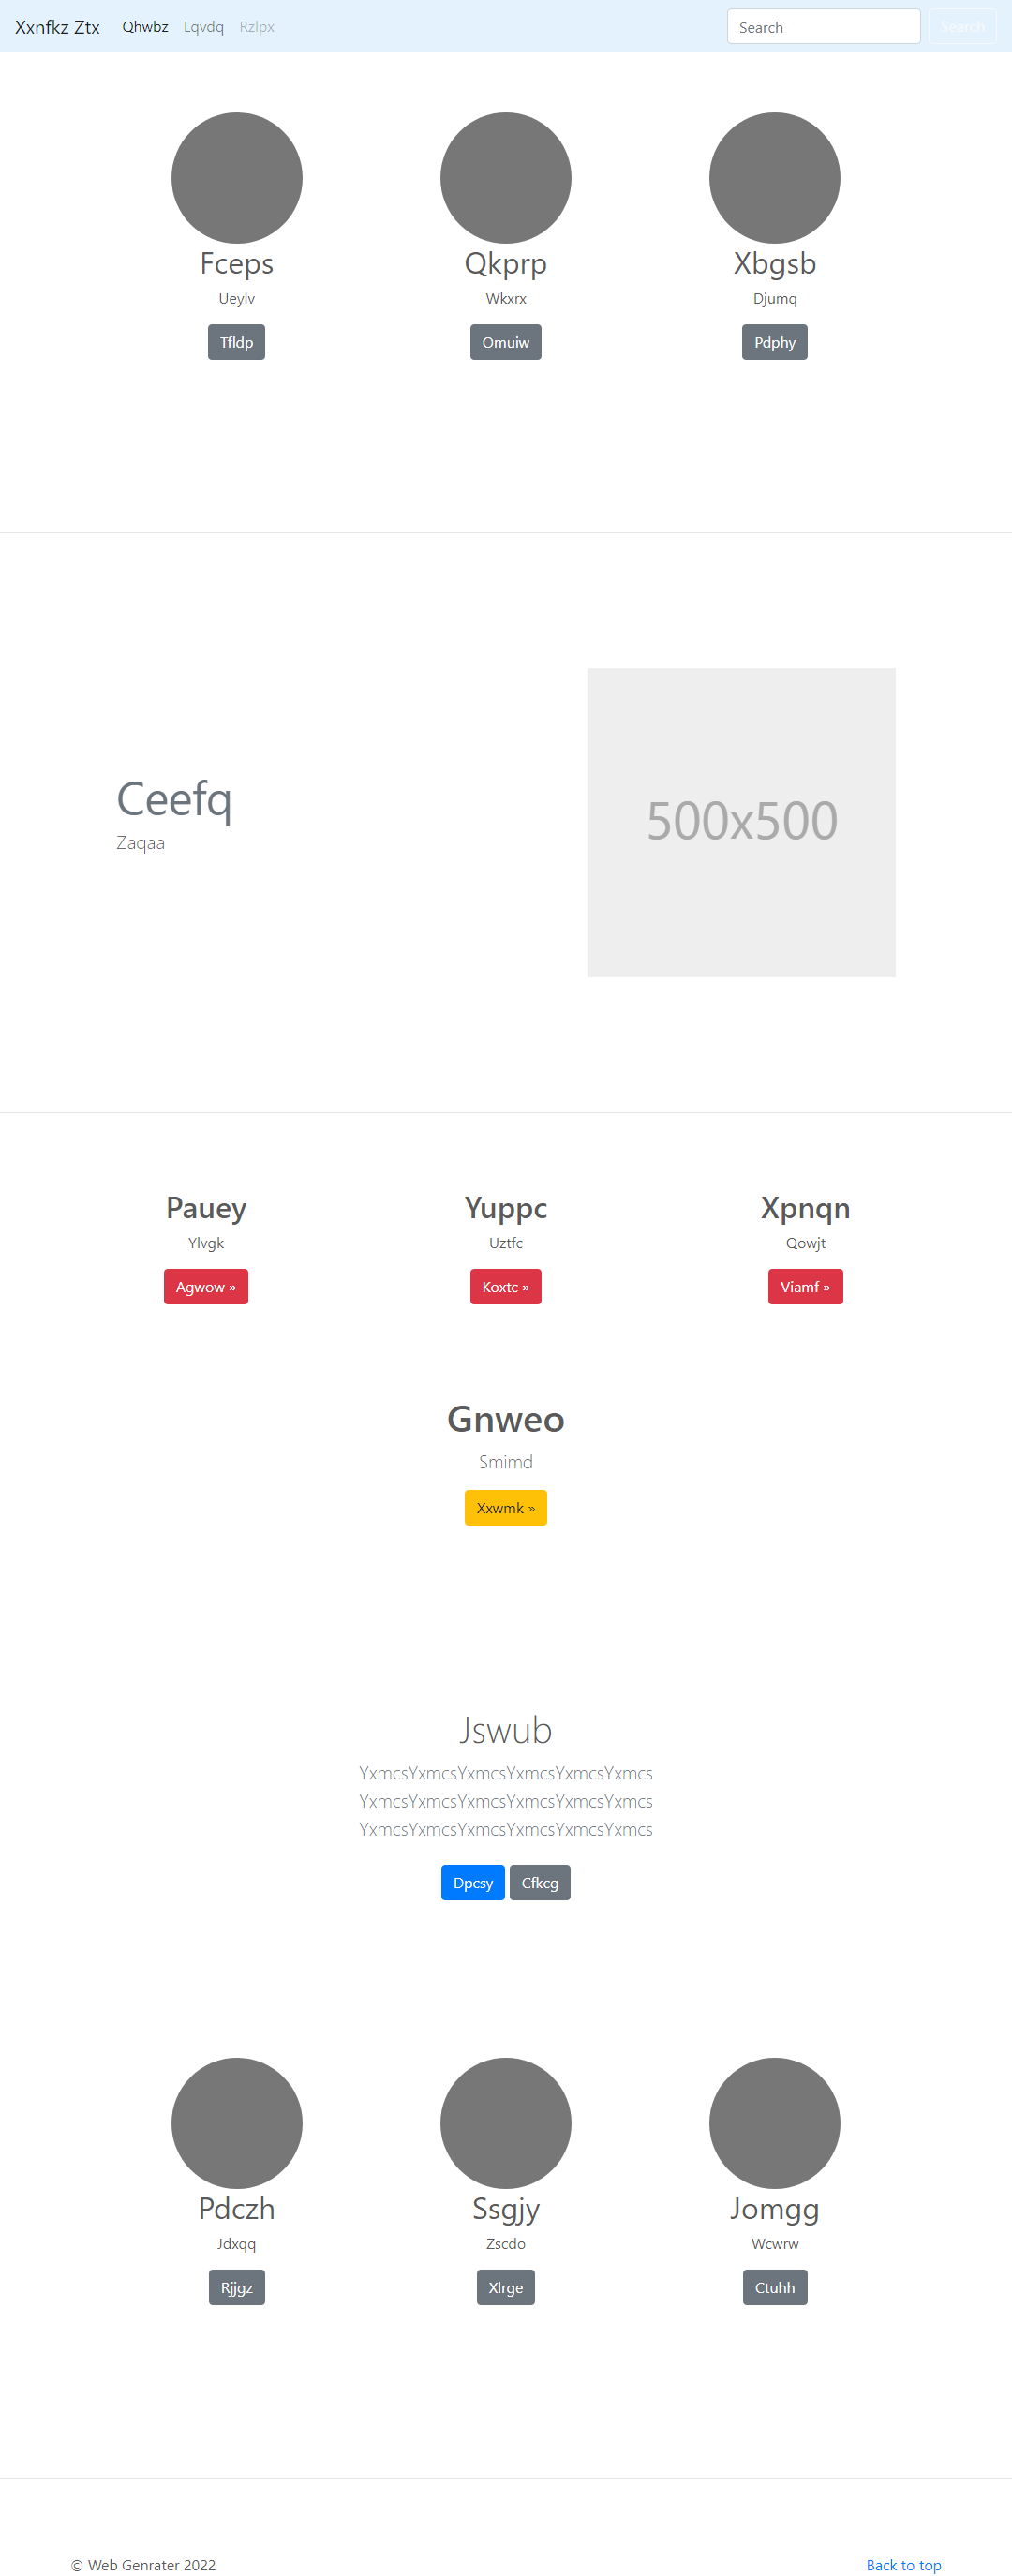 Xxnfkz Ztx Qhwbz Lqvdq Rzlpx Search Search
Fceps Qkprp Xbgsb
Ueylv Wkxrx Djumq
Tfldp Omuiw Pdphy
Ceefq
Zaqaa
500x500
Pauey Yuppc Xpnqn
Ylvgk Uztfc Qowjt
Agwow » Koxtc » Viamf »
Gnweo
Smimd
Xxwmk »
Jswub
YxmcsYxmcsYxmcsYxmcsYxmcsYxmcs
YxmcsYxmcsYxmcsYxmcsYxmcsYxmcs
YxmcsYxmcsYxmcsYxmcsYxmcsYxmcs
Dpcsy Cfkcg
Pdczh Ssgjy Jomgg
Jdxqq Zscdo Wcwrw
Rjjgz Xlrge Ctuhh
© Web Genrater 2022 Back to top